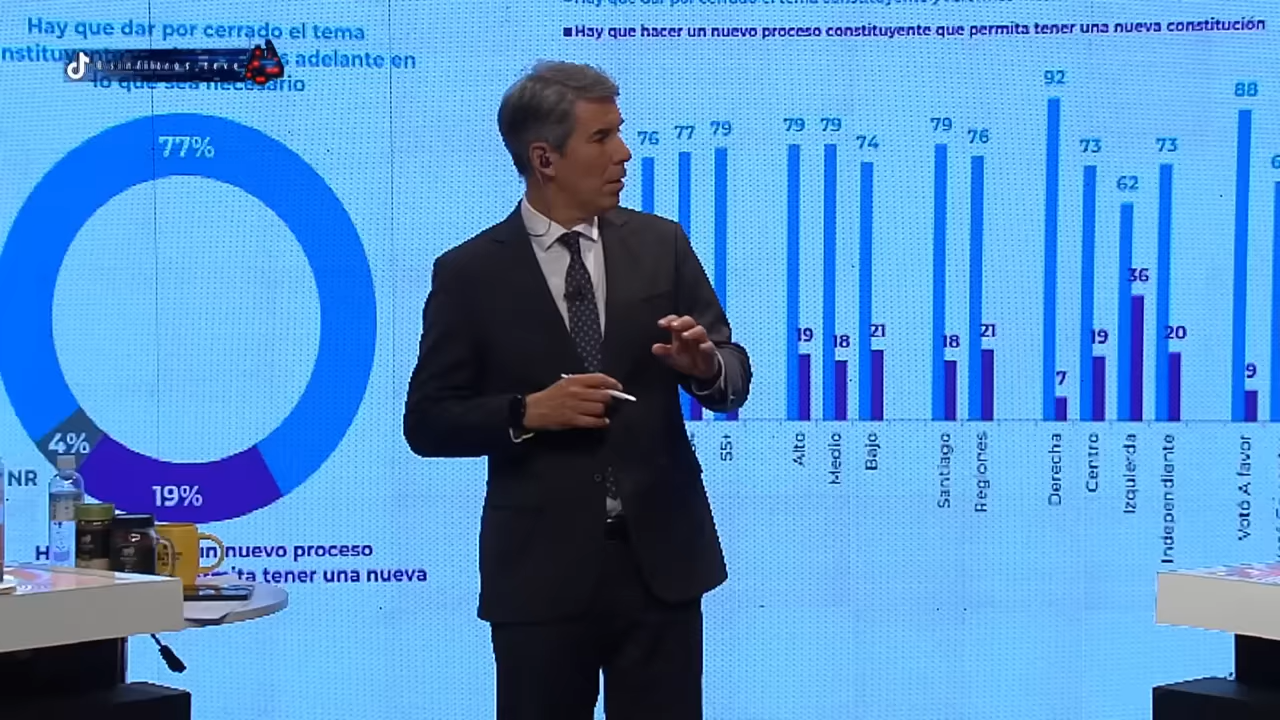 Hay que dar por cerrado el tema
adelante en
lo que sea necesario
Hay que hacer un nuevo proceso constituyente que permita tener una nueva constitución
77%
4%
NR
19%
un nuevo proceso
tener una nueva
76 77 79 79 79 74 79 76 92 73 62 73 88
19 18 21 18 21 7 19 36 20 9
55+ Alto Medio Bajo Santiago Regiones Derecha Centro Izquierda Independiente Votó A favor